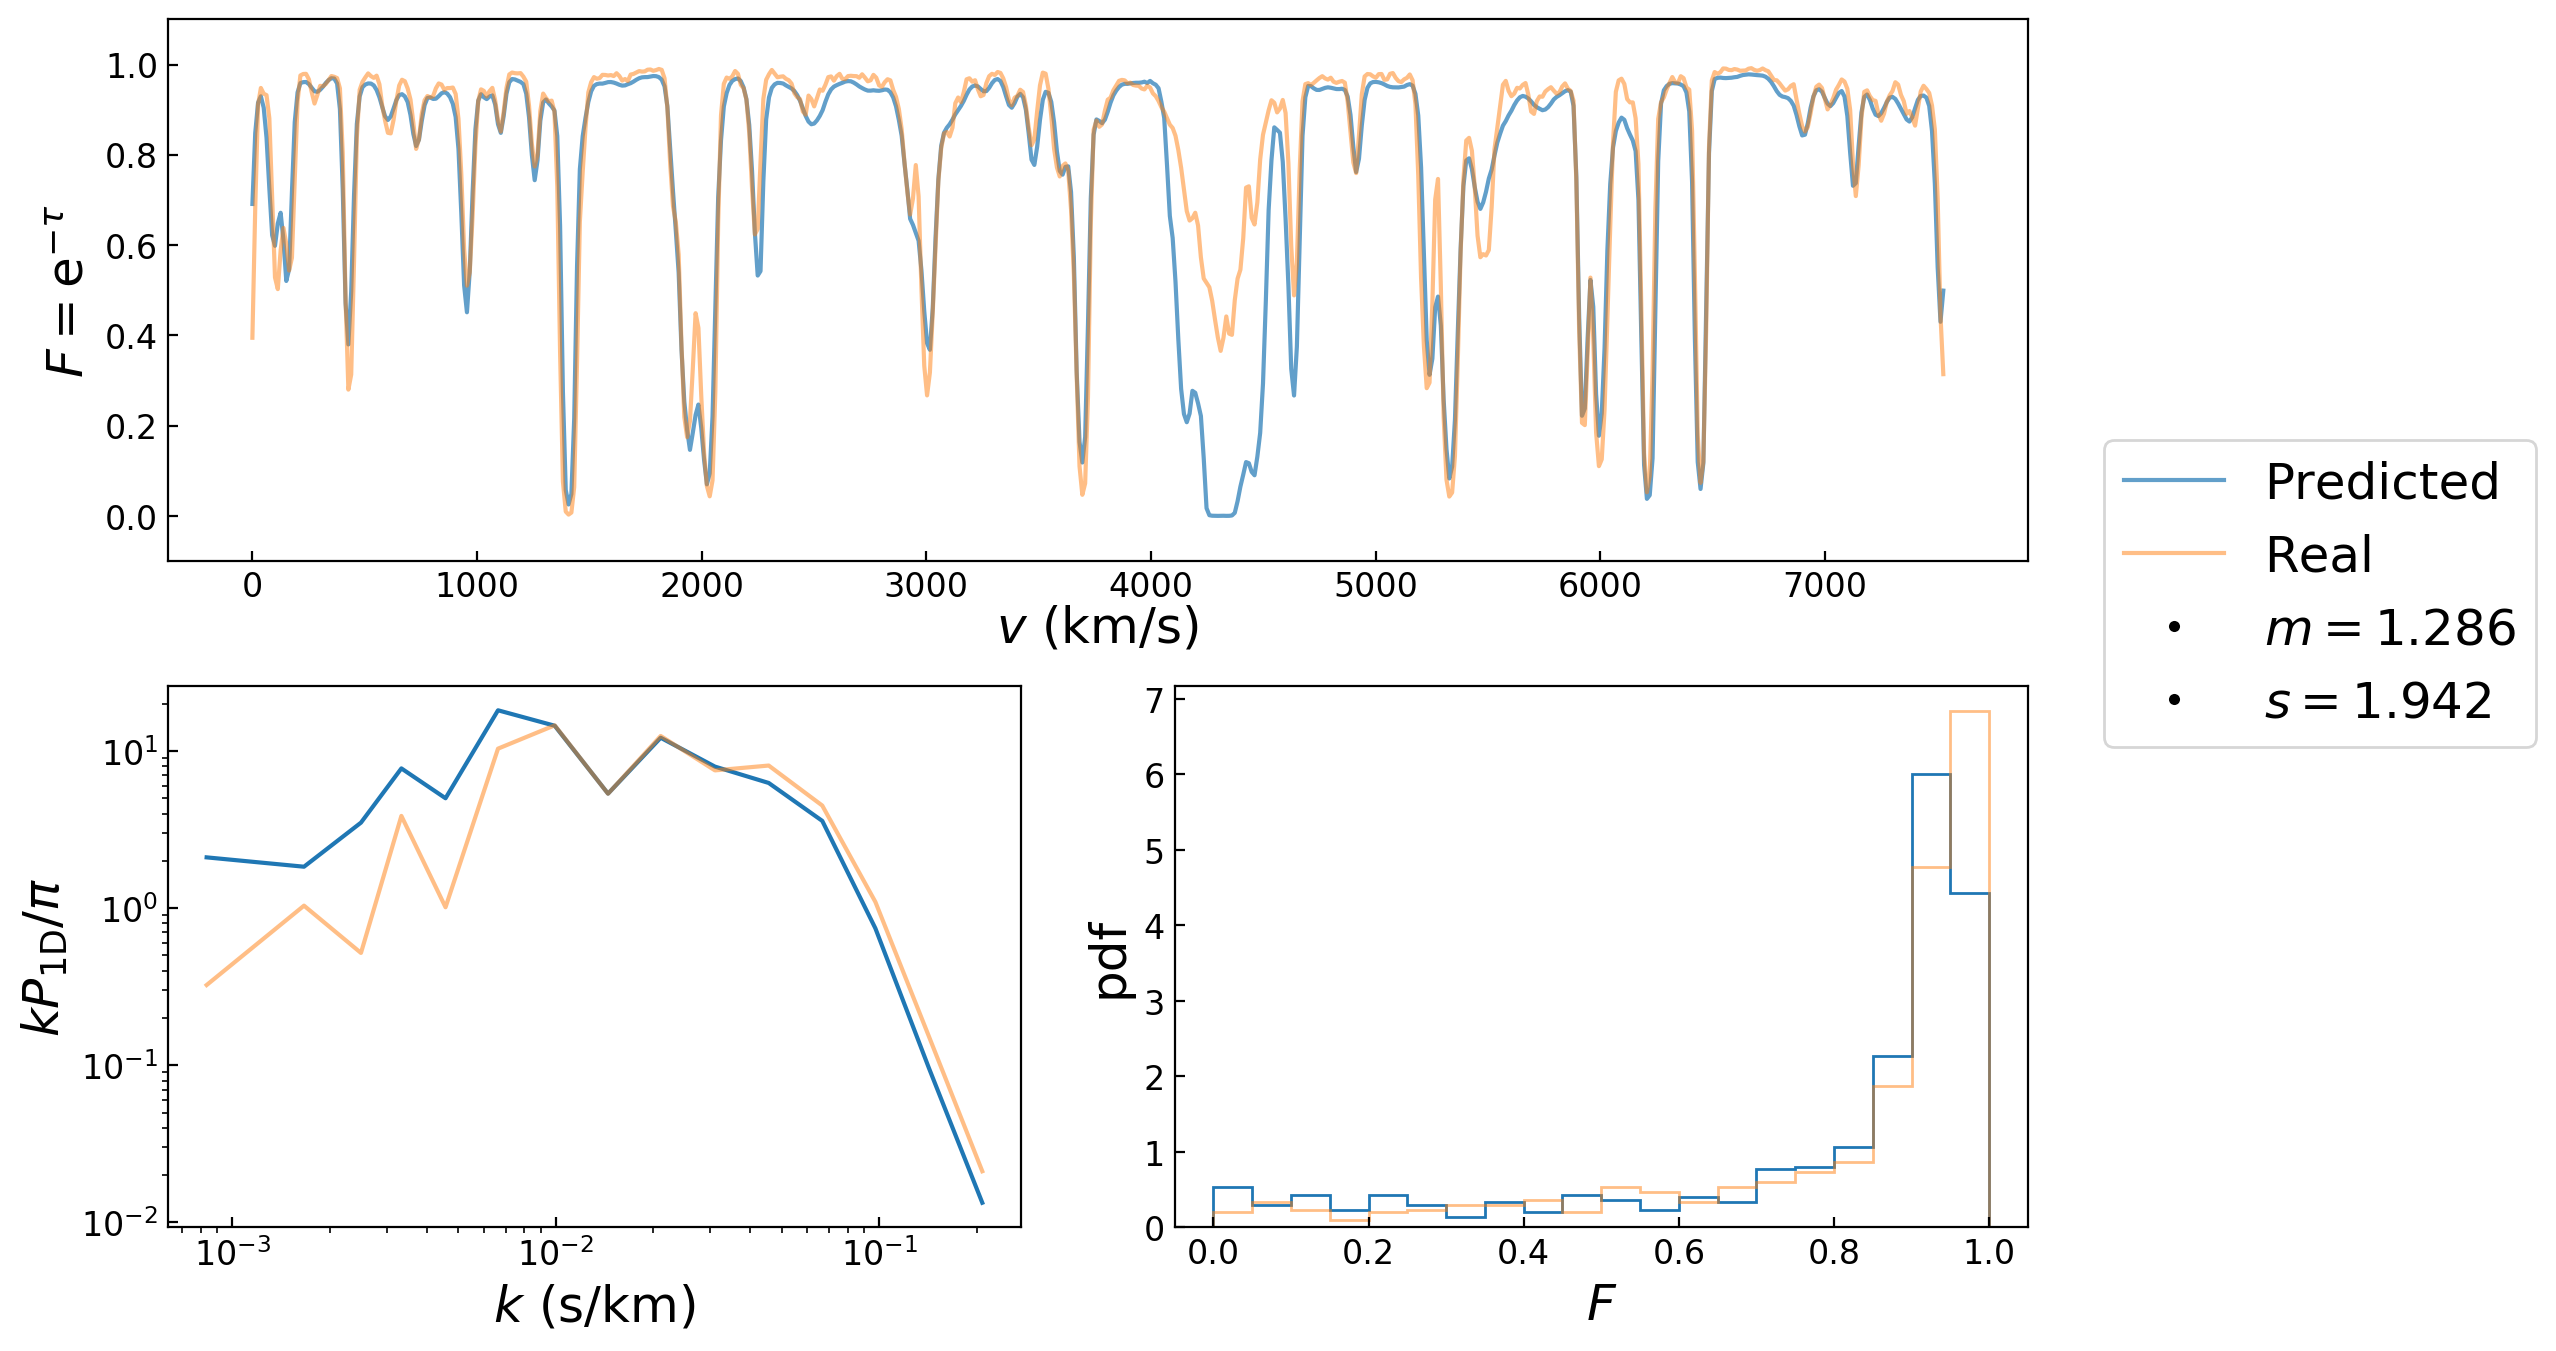 1.0
0.8
0.6
0.4
0.2
0.0
F = e^{-τ}
0 1000 2000 3000 4000 5000 6000 7000
v (km/s)
Predicted
Real
m = 1.286
s = 1.942
10^1
10^0
10^{-1}
10^{-2}
kP_{1D}/π
10^{-3} 10^{-2} 10^{-1}
k (s/km)
7
6
5
4
3
2
1
0
pdf
0.0 0.2 0.4 0.6 0.8 1.0
F